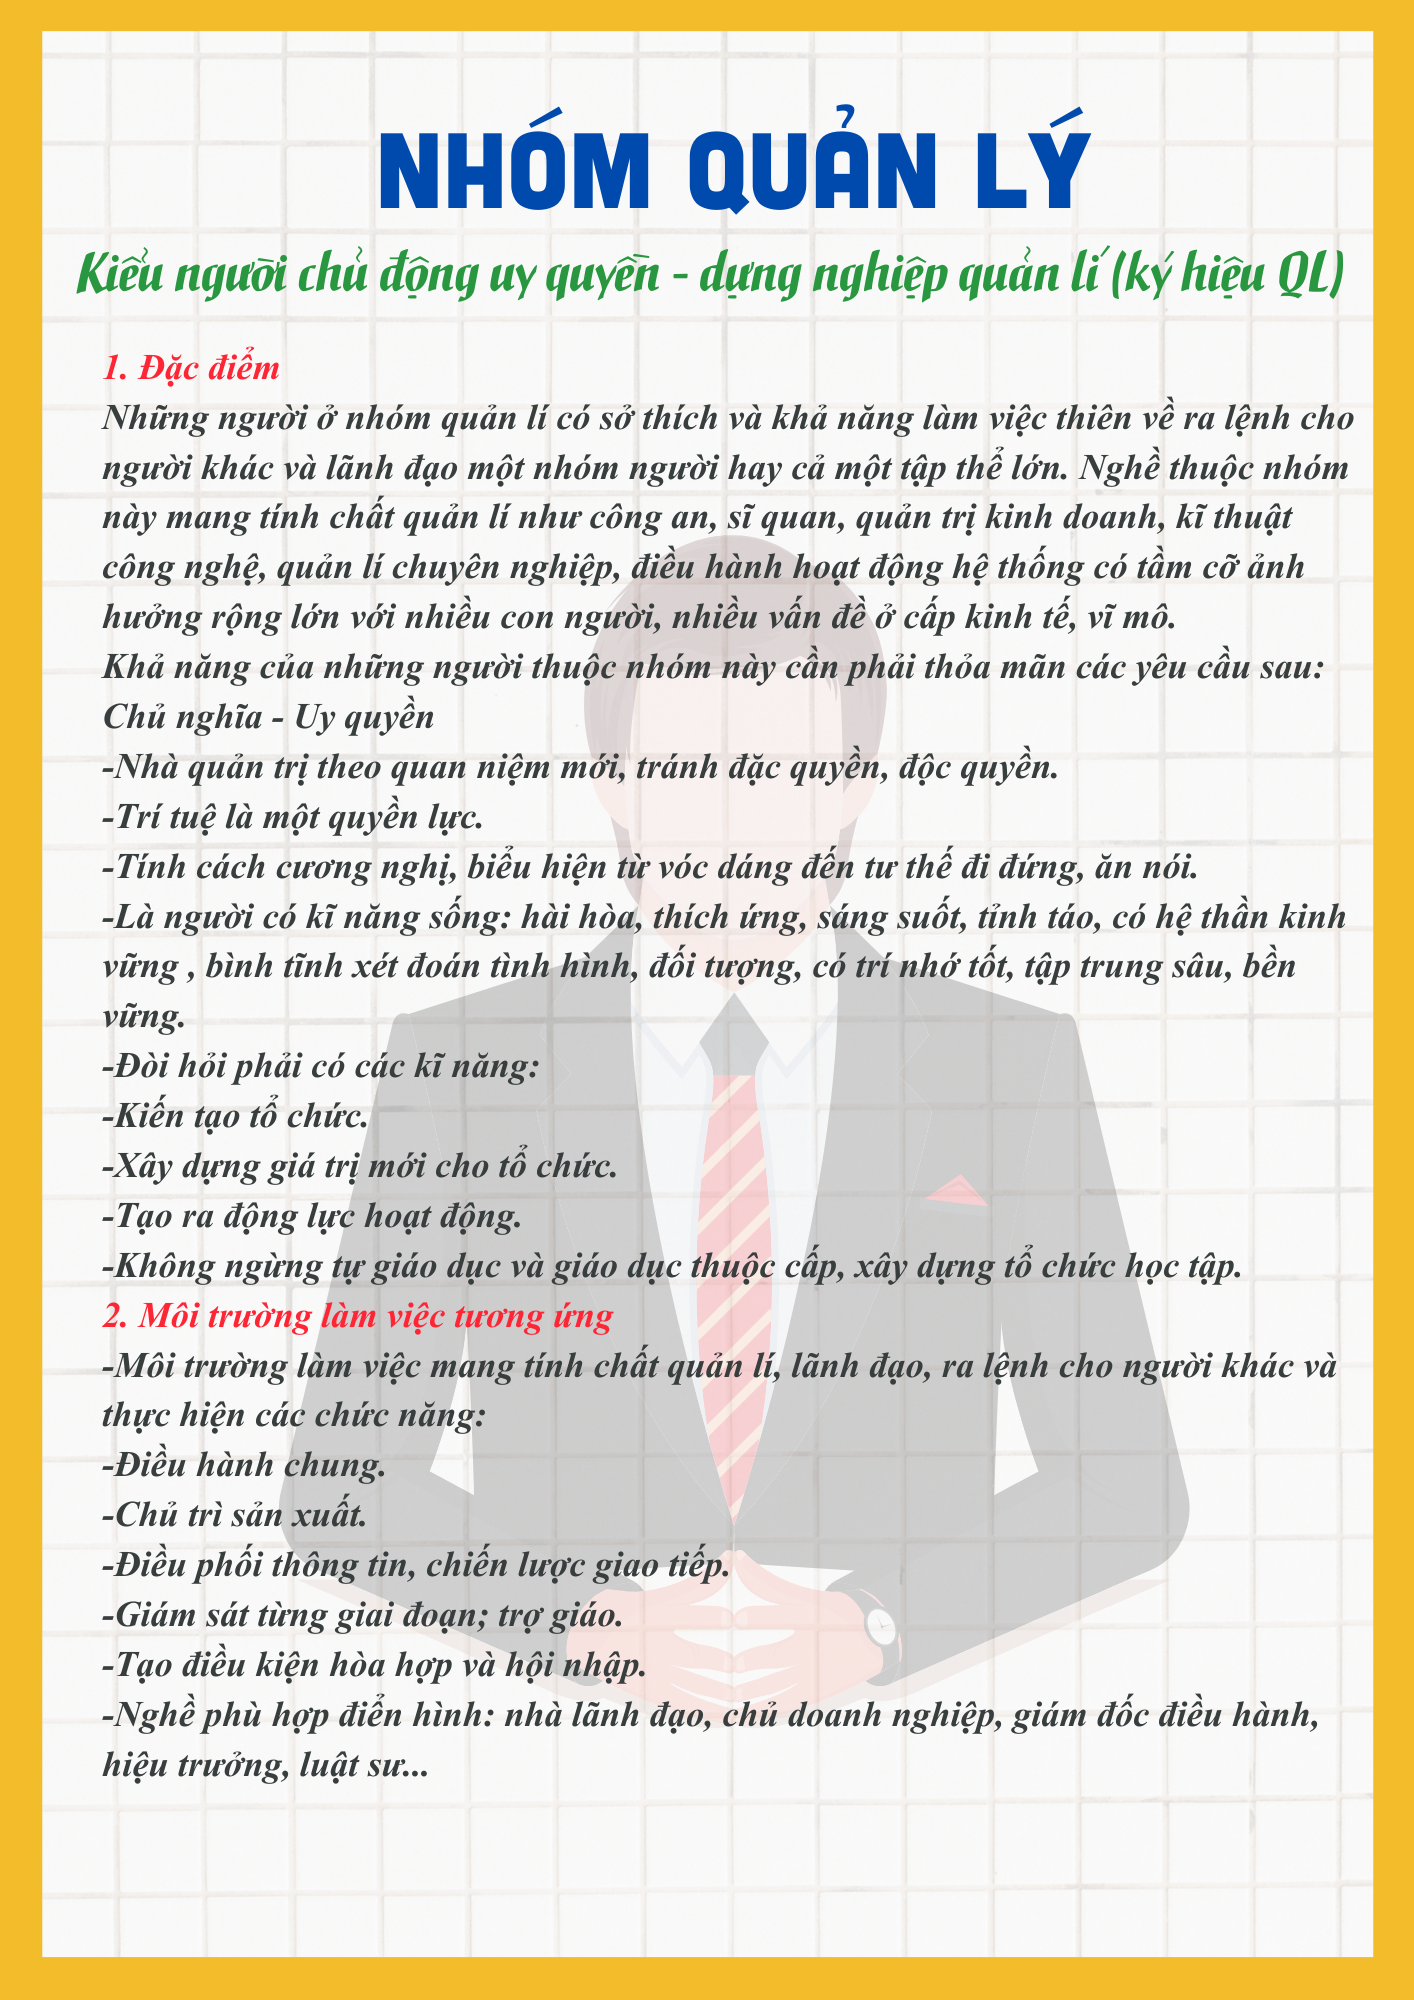 NHÓM QUẢN LÝ
Kiểu người chủ động uy quyền - dựng nghiệp quản lí (ký hiệu QL)
1. Đặc điểm
Những người ở nhóm quản lí có sở thích và khả năng làm việc thiên về ra lệnh cho
người khác và lãnh đạo một nhóm người hay cả một tập thể lớn. Nghề thuộc nhóm
này mang tính chất quản lí như công an, sĩ quan, quản trị kinh doanh, kĩ thuật
công nghệ, quản lí chuyên nghiệp, điều hành hoạt động hệ thống có tầm cỡ ảnh
hưởng rộng lớn với nhiều con người, nhiều vấn đề ở cấp kinh tế, vĩ mô.
Khả năng của những người thuộc nhóm này cần phải thỏa mãn các yêu cầu sau:
Chủ nghĩa - Uy quyền
-Nhà quản trị theo quan niệm mới, tránh đặc quyền, độc quyền.
-Trí tuệ là một quyền lực.
-Tính cách cương nghị, biểu hiện từ vóc dáng đến tư thế đi đứng, ăn nói.
-Là người có kĩ năng sống: hài hòa, thích ứng, sáng suốt, tỉnh táo, có hệ thần kinh
vững , bình tĩnh xét đoán tình hình, đối tượng, có trí nhớ tốt, tập trung sâu, bền
vững.
-Đòi hỏi phải có các kĩ năng:
-Kiến tạo tổ chức.
-Xây dựng giá trị mới cho tổ chức.
-Tạo ra động lực hoạt động.
-Không ngừng tự giáo dục và giáo dục thuộc cấp, xây dựng tổ chức học tập.
2. Môi trường làm việc tương ứng
-Môi trường làm việc mang tính chất quản lí, lãnh đạo, ra lệnh cho người khác và
thực hiện các chức năng:
-Điều hành chung.
-Chủ trì sản xuất.
-Điều phối thông tin, chiến lược giao tiếp.
-Giám sát từng giai đoạn; trợ giáo.
-Tạo điều kiện hòa hợp và hội nhập.
-Nghề phù hợp điển hình: nhà lãnh đạo, chủ doanh nghiệp, giám đốc điều hành,
hiệu trưởng, luật sư...